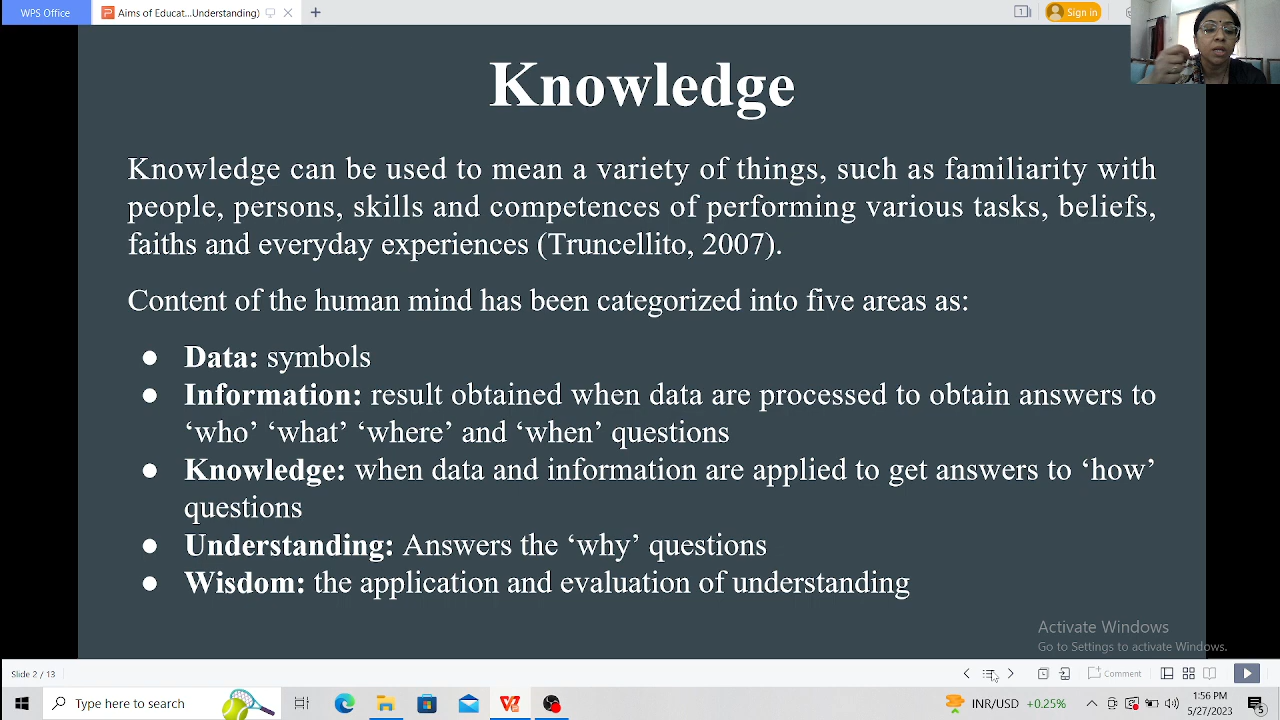 WPS Office
Aims of Educat...Understanding)
Sign in
Knowledge
Knowledge can be used to mean a variety of things, such as familiarity with
people, persons, skills and competences of performing various tasks, beliefs,
faiths and everyday experiences (Truncellito, 2007).
Content of the human mind has been categorized into five areas as:
● Data: symbols
● Information: result obtained when data are processed to obtain answers to
‘who’ ‘what’ ‘where’ and ‘when’ questions
● Knowledge: when data and information are applied to get answers to ‘how’
questions
● Understanding: Answers the ‘why’ questions
● Wisdom: the application and evaluation of understanding
Activate Windows
Go to Settings to activate Windows.
Slide 2 / 13
Comment
Type here to search
INR/USD +0.25%
1:56 PM
5/27/2023
5